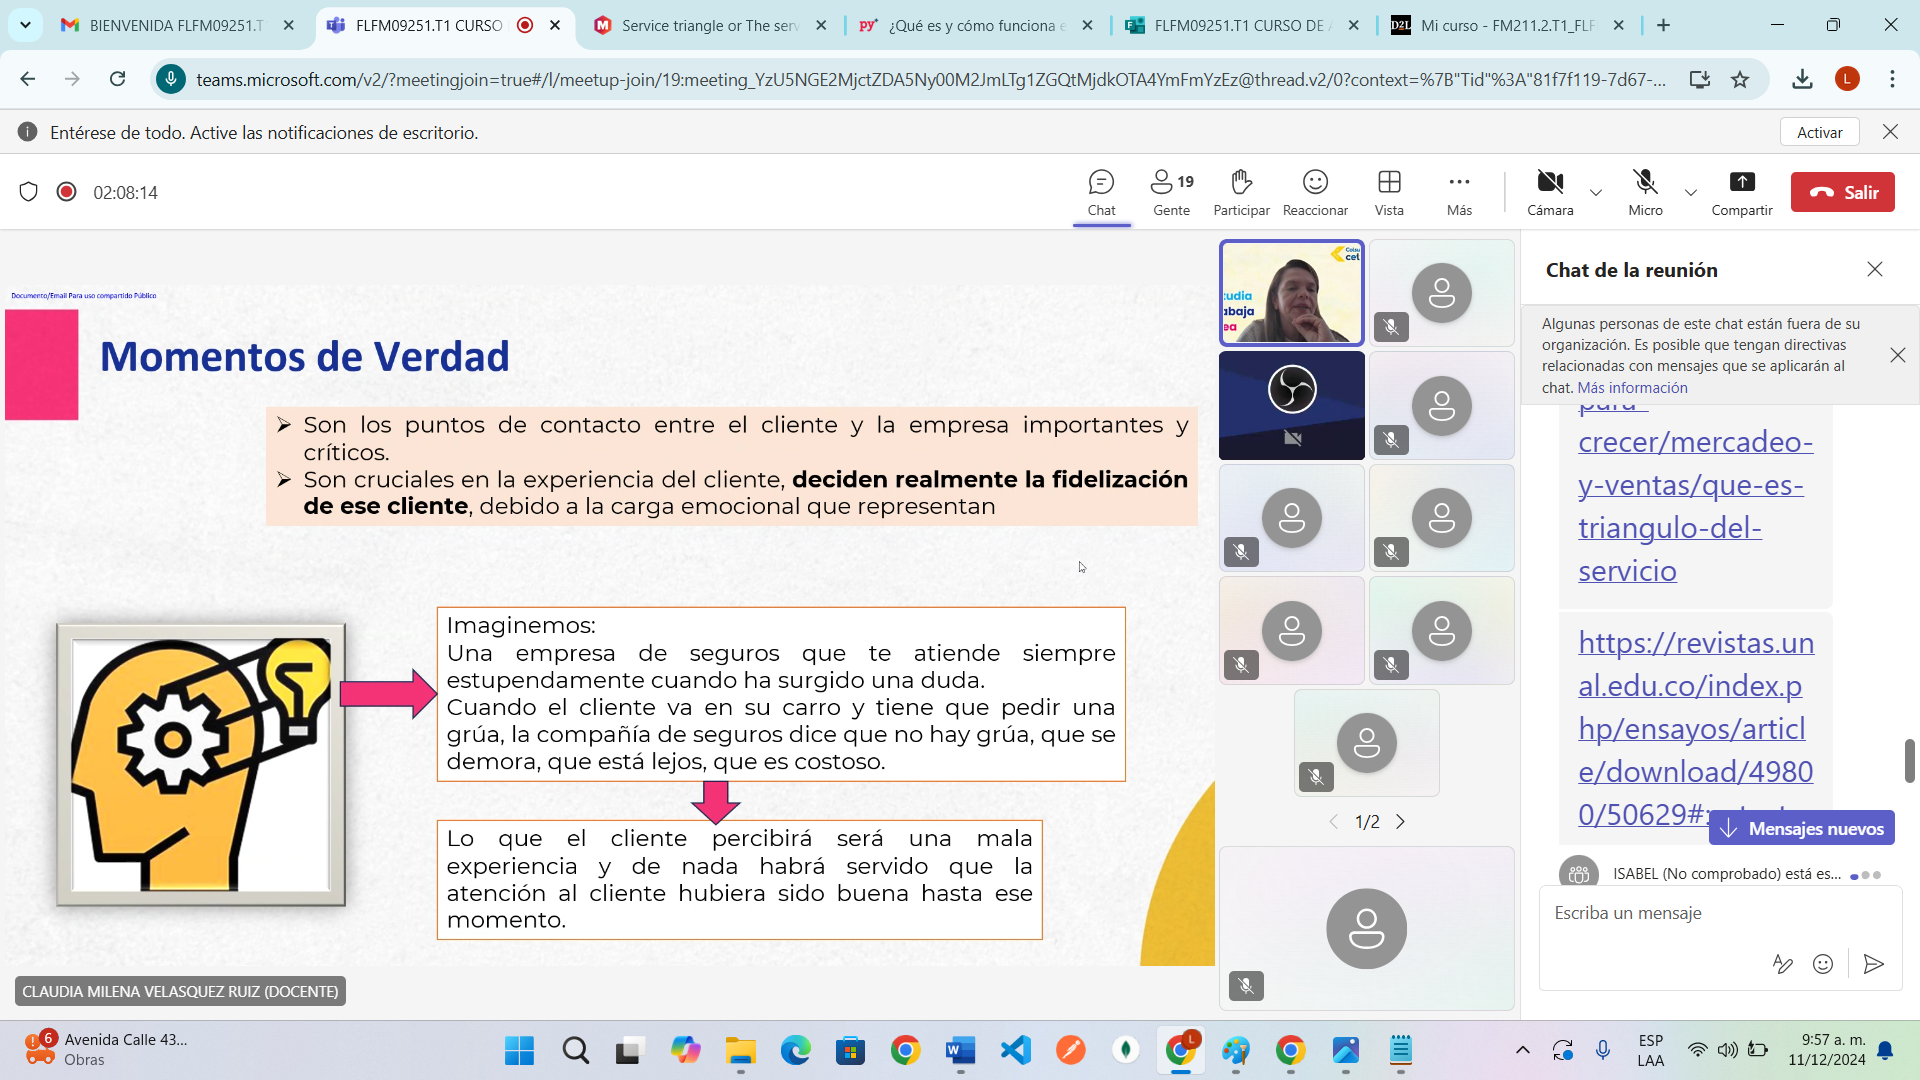 BIENVENIDA FLFM09251.T
FLFM09251.T1 CURSO
Service triangle or The serv
¿Qué es y cómo funciona e
FLFM09251.T1 CURSO DE
Mi curso - FM211.2.T1_FLF
teams.microsoft.com/v2/?meetingjoin=true#/l/meetup-join/19:meeting_YzU5NGE2MjctZDA5Ny00M2JmLTg1ZGQtMjdkOTA4YmFmYzEz@thread.v2/0?context=%7B"Tid"%3A"81f7f119-7d67-...
Entérese de todo. Active las notificaciones de escritorio.
Activar
02:08:14
Chat
19
Gente
Participar
Reaccionar
Vista
Más
Cámara
Micro
Compartir
Salir
Documento/Email Para uso compartido Público
Momentos de Verdad
Son los puntos de contacto entre el cliente y la empresa importantes y
críticos.
Son cruciales en la experiencia del cliente, deciden realmente la fidelización
de ese cliente, debido a la carga emocional que representan
Imaginemos:
Una empresa de seguros que te atiende siempre
estupendamente cuando ha surgido una duda.
Cuando el cliente va en su carro y tiene que pedir una
grúa, la compañía de seguros dice que no hay grúa, que se
demora, que está lejos, que es costoso.
Lo que el cliente percibirá será una mala
experiencia y de nada habrá servido que la
atención al cliente hubiera sido buena hasta ese
momento.
CLAUDIA MILENA VELASQUEZ RUIZ (DOCENTE)
cet
tudia
abaja
ea
1/2
Chat de la reunión
Algunas personas de este chat están fuera de su
organización. Es posible que tengan directivas
relacionadas con mensajes que se aplicarán al
chat. Más información
para-
crecer/mercadeo-
y-ventas/que-es-
triangulo-del-
servicio
https://revistas.un
al.edu.co/index.p
hp/ensayos/articl
e/download/4980
0/50629#:
Mensajes nuevos
ISABEL (No comprobado) está es...
Escriba un mensaje
6
Avenida Calle 43...
Obras
ESP
LAA
9:57 a. m.
11/12/2024